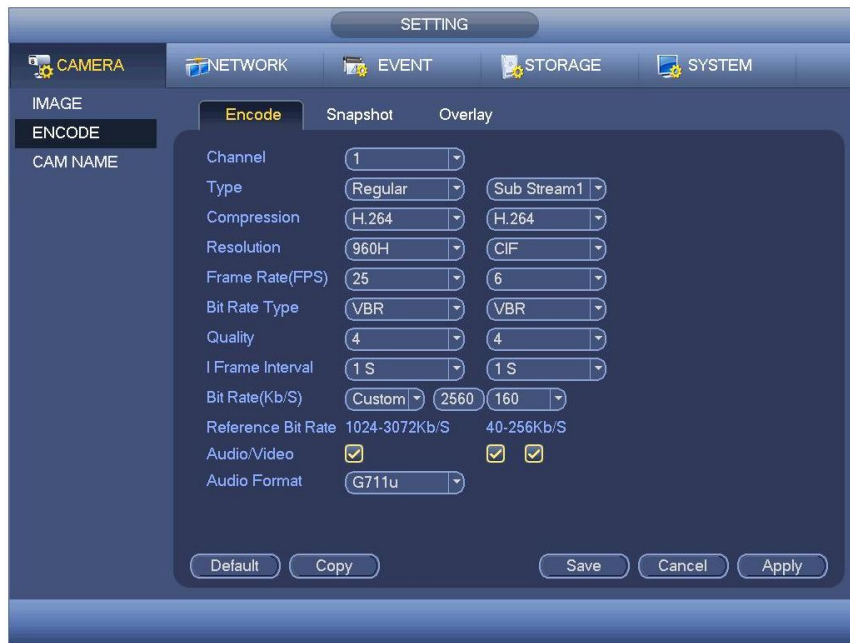 SETTING
CAMERA NETWORK EVENT STORAGE SYSTEM
IMAGE
ENCODE
CAM NAME
Encode Snapshot Overlay
Channel 1
Type Regular Sub Stream1
Compression H.264 H.264
Resolution 960H CIF
Frame Rate(FPS) 25 6
Bit Rate Type VBR VBR
Quality 4 4
I Frame Interval 1 S 1 S
Bit Rate(Kb/S) Custom 2560 160
Reference Bit Rate 1024-3072Kb/S 40-256Kb/S
Audio/Video
Audio Format G711u
Default Copy Save Cancel Apply